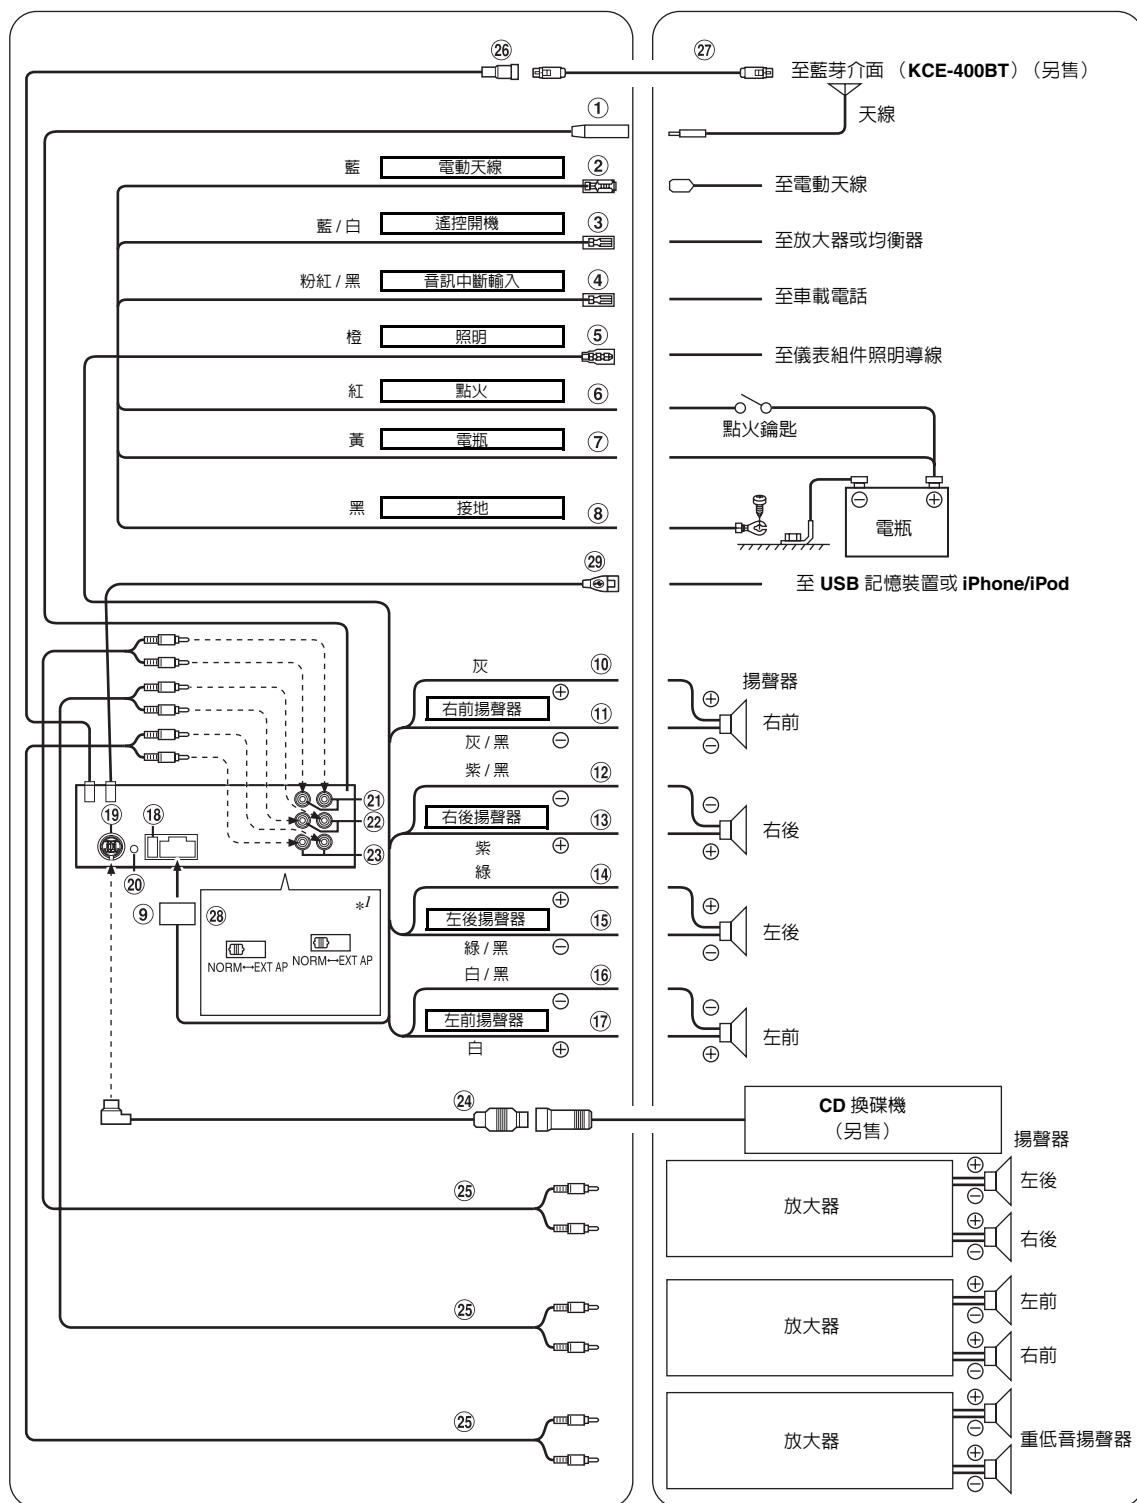 ㉖ ㉗ 至藍芽介面 （KCE-400BT）（另售）
① 天線
藍 電動天線 ② 至電動天線
藍 / 白 遙控開機 ③ 至放大器或均衡器
粉紅 / 黑 音訊中斷輸入 ④ 至車載電話
橙 照明 ⑤ 至儀表組件照明導線
紅 點火 ⑥
點火鑰匙
黃 電瓶 ⑦
黑 接地 ⑧
⊖ ⊕
電瓶
㉙ 至 USB 記憶裝置或 iPhone/iPod
灰 ⑩
揚聲器
⊕ ⊕
右前揚聲器 ⑪ 右前
灰 / 黑 ⊖ ⊖
紫 / 黑 ⑫
⊖ ⊖
右後揚聲器 ⑬ 右後
紫 ⊕ ⊕
綠 ⑭
⊕ ⊕
左後揚聲器 ⑮ 左後
綠 / 黑 ⊖ ⊖
白 / 黑 ⑯
⊖ ⊖
左前揚聲器 ⑰ 左前
白 ⊕ ⊕
㉑
⑲ ⑱ ㉒
㉓
⑳
⑨ ㉘ *1
NORM↔EXT AP NORM↔EXT AP
㉔ CD 換碟機
（另售）
揚聲器
㉕ 放大器 ⊕ ⊖ 左後
⊕ ⊖ 右後
㉕ 放大器 ⊕ ⊖ 左前
⊕ ⊖ 右前
㉕ 放大器 ⊕ ⊖ 重低音揚聲器
⊕ ⊖